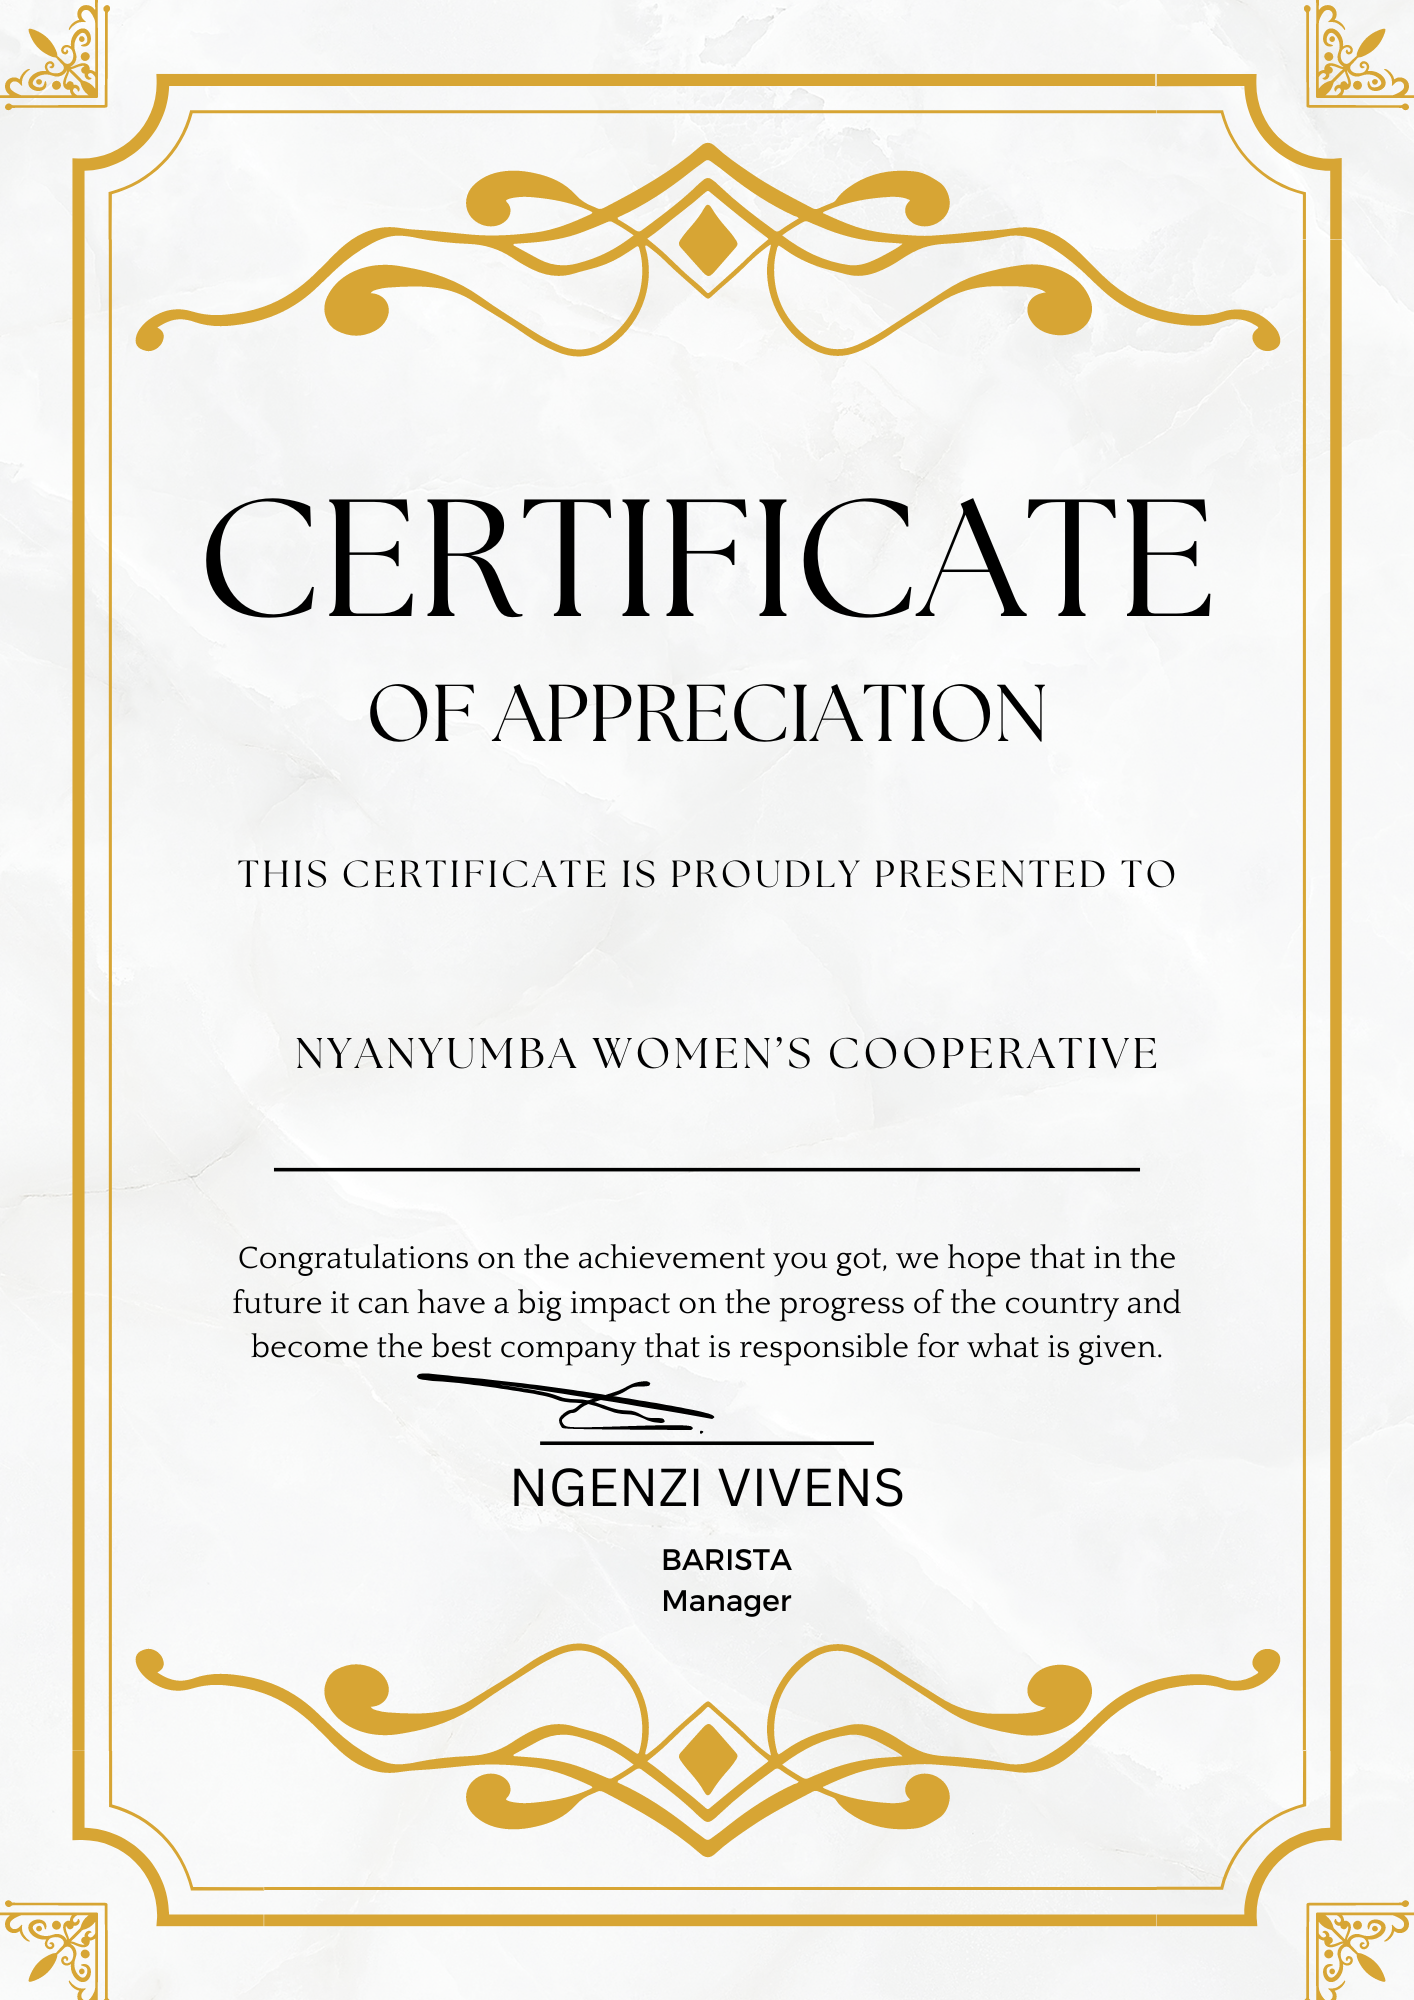 CERTIFICATE
OF APPRECIATION
THIS CERTIFICATE IS PROUDLY PRESENTED TO
NYANYUMBA WOMEN’S COOPERATIVE
Congratulations on the achievement you got, we hope that in the
future it can have a big impact on the progress of the country and
become the best company that is responsible for what is given.
NGENZI VIVENS
BARISTA
Manager